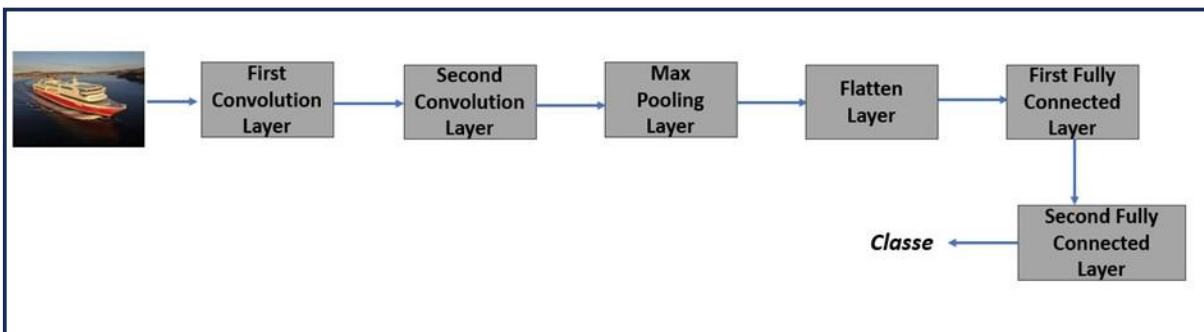 First
Convolution
Layer
Second
Convolution
Layer
Max
Pooling
Layer
Flatten
Layer
First Fully
Connected
Layer
Second Fully
Connected
Layer
Classe